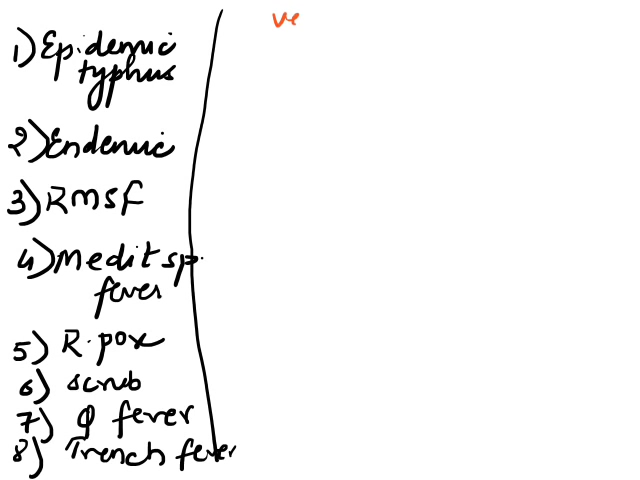 ve
1) Epidemic
typhus
2) Endemic
3) RMSF
4) Medit sp.
fever
5) R. pox
6) scrub
7) Q fever
8) Trench fever